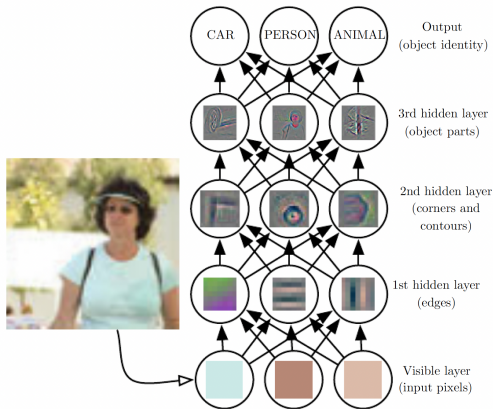 CAR PERSON ANIMAL
Output
(object identity)
3rd hidden layer
(object parts)
2nd hidden layer
(corners and
contours)
1st hidden layer
(edges)
Visible layer
(input pixels)